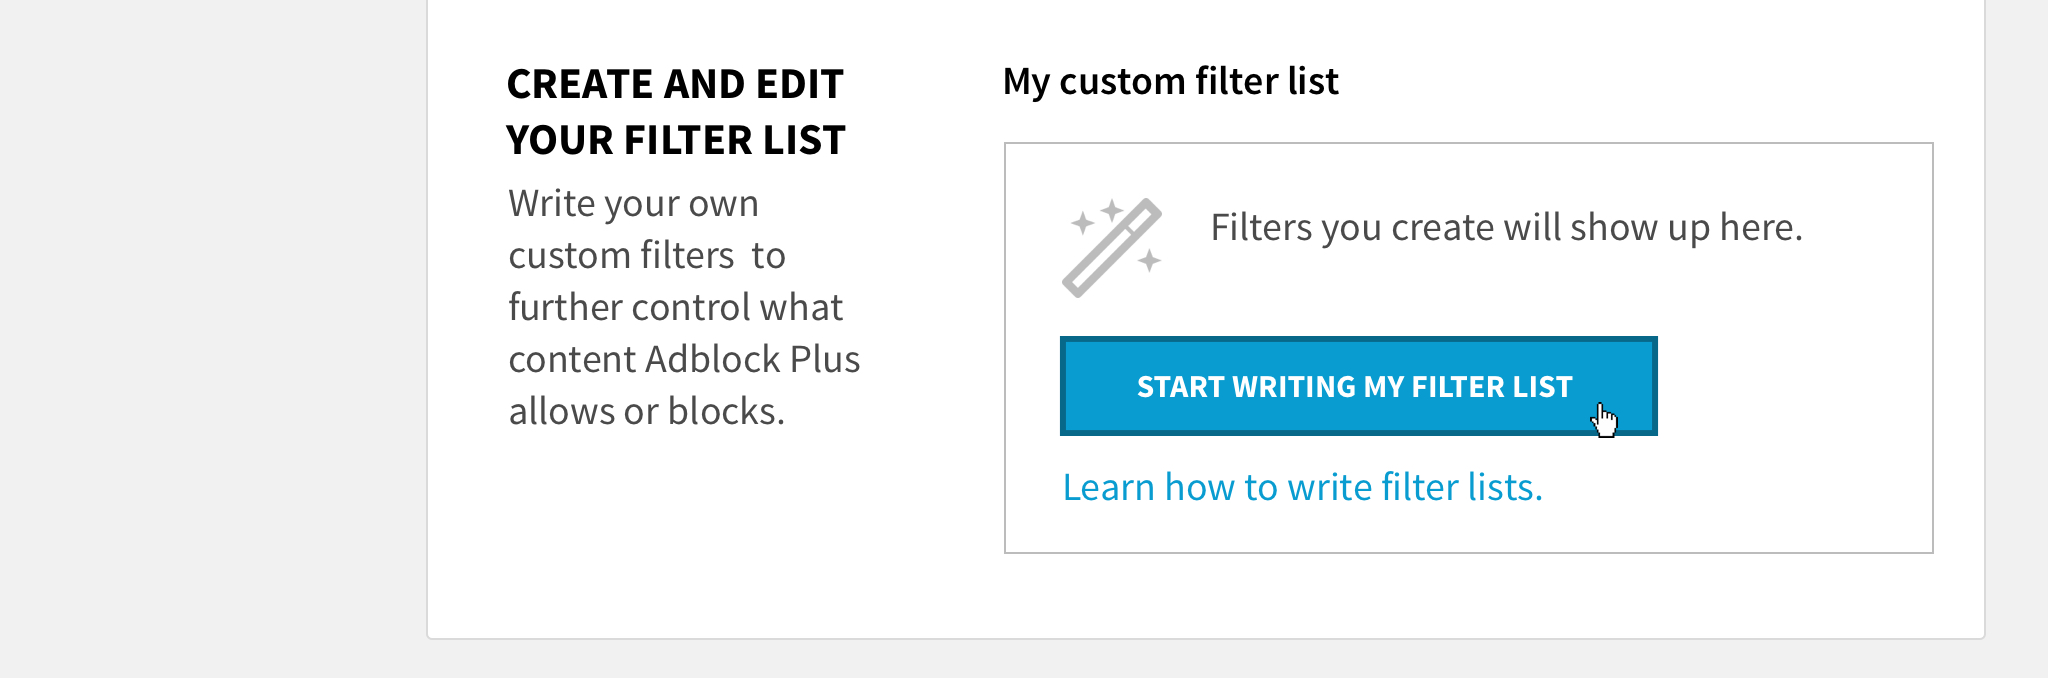 CREATE AND EDIT
YOUR FILTER LIST
Write your own
custom filters  to
further control what
content Adblock Plus
allows or blocks.
My custom filter list
Filters you create will show up here.
START WRITING MY FILTER LIST
Learn how to write filter lists.